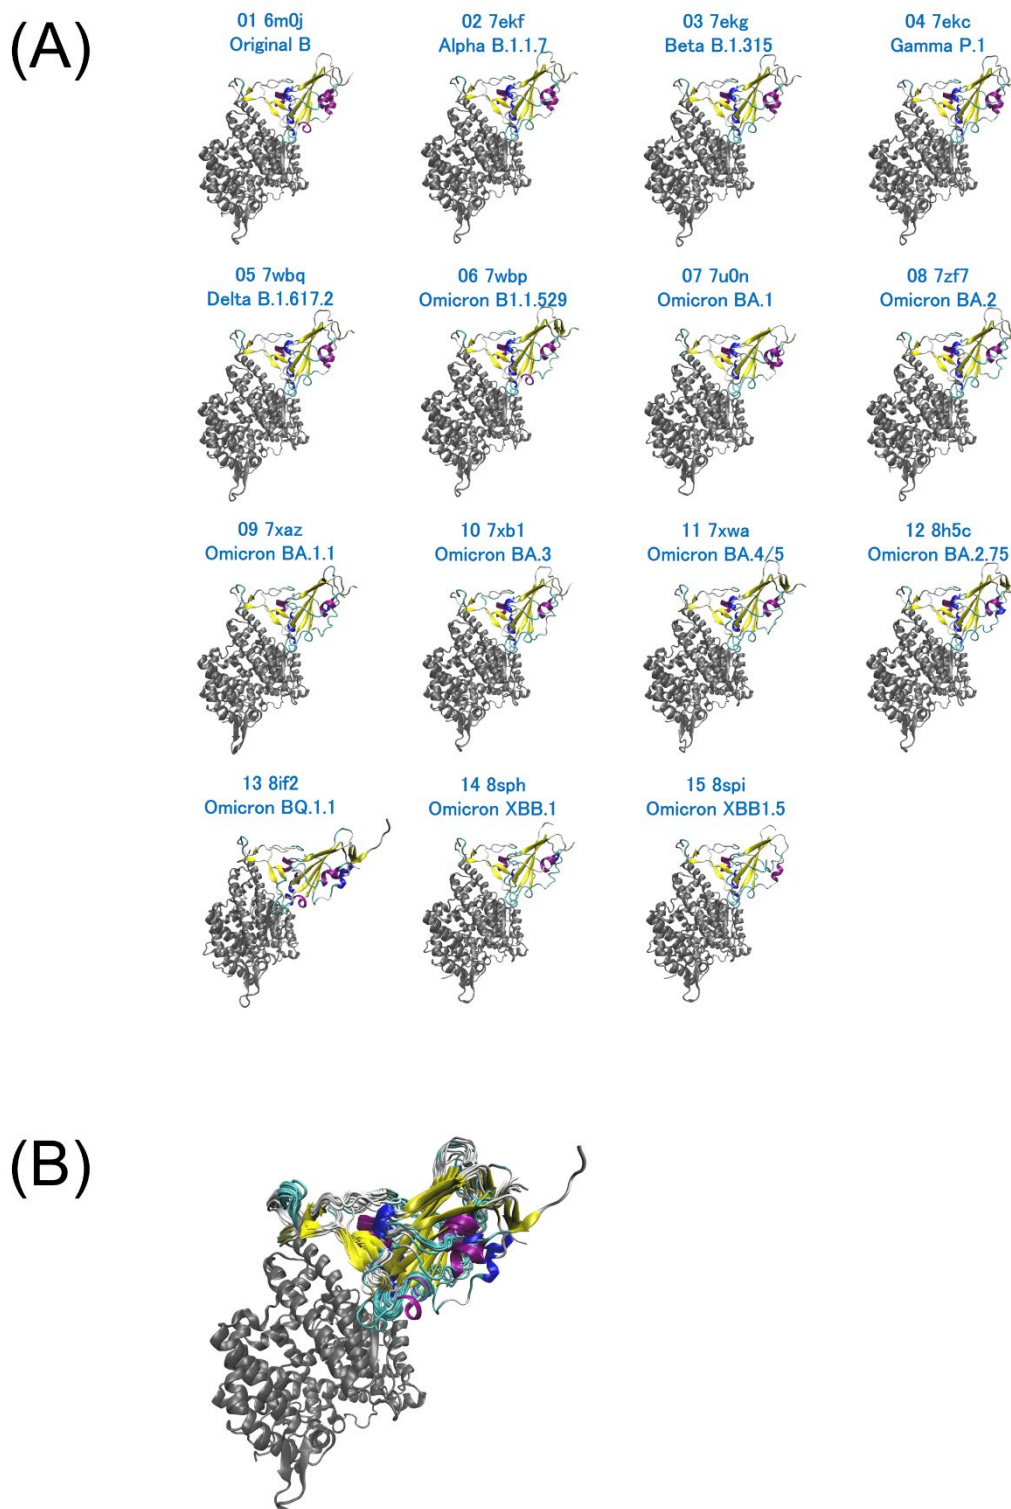 (A)
01 6m0j
Original B
02 7ekf
Alpha B.1.1.7
03 7ekg
Beta B.1.315
04 7ekc
Gamma P.1
05 7wbq
Delta B.1.617.2
06 7wbp
Omicron B1.1.529
07 7u0n
Omicron BA.1
08 7zf7
Omicron BA.2
09 7xaz
Omicron BA.1.1
10 7xb1
Omicron BA.3
11 7xwa
Omicron BA.4/5
12 8h5c
Omicron BA.2.75
13 8if2
Omicron BQ.1.1
14 8sph
Omicron XBB.1
15 8spi
Omicron XBB1.5
(B)